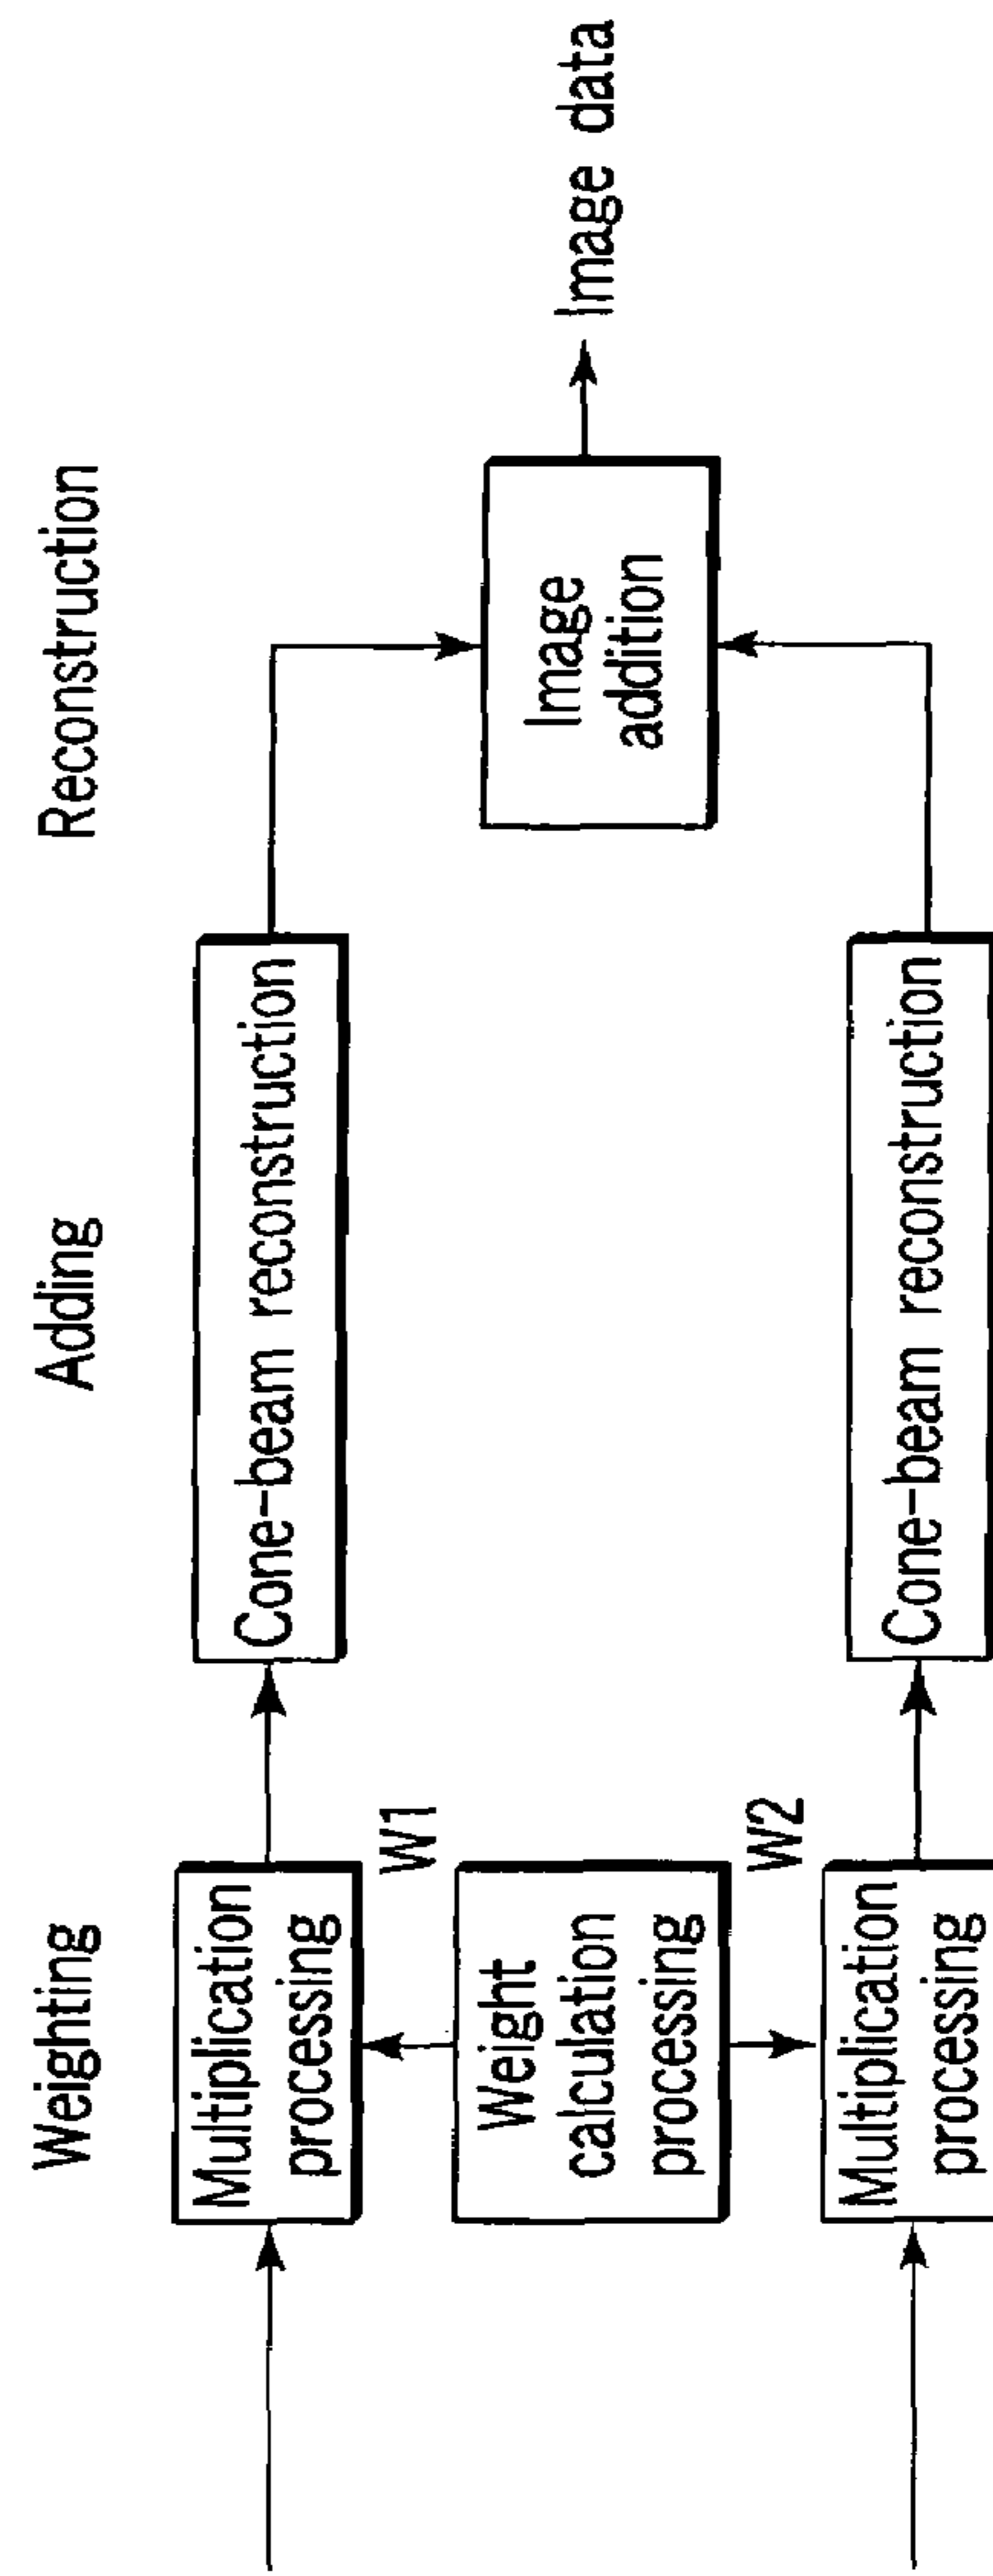 Weighting
Adding
Reconstruction
Multiplication
processing
Cone-beam reconstruction
W1
Weight
calculation
processing
Image
addition
Image data
W2
Multiplication
processing
Cone-beam reconstruction